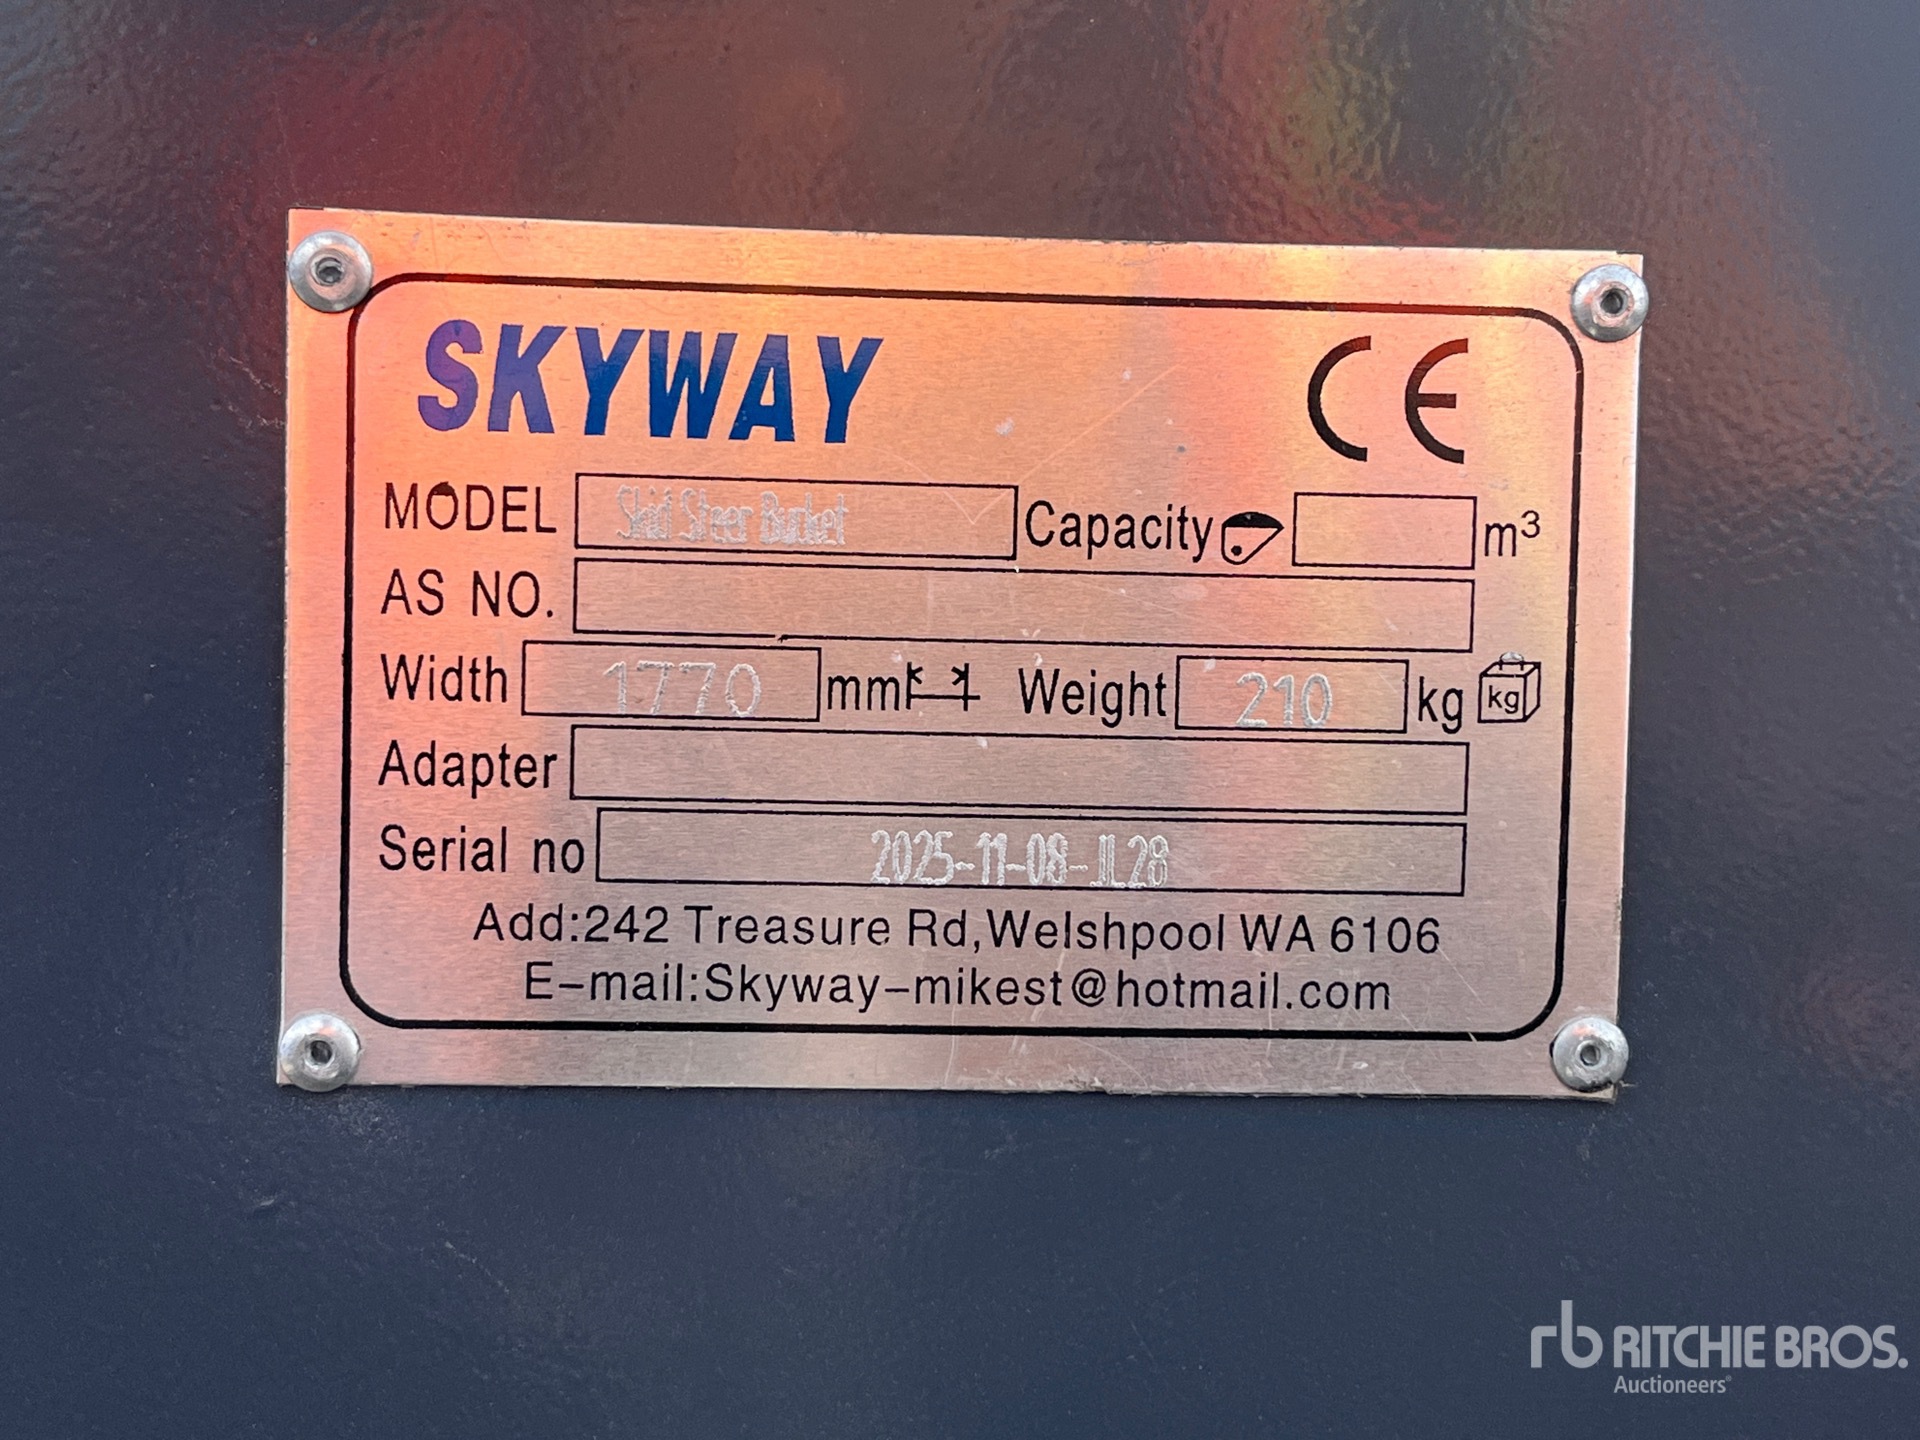 SKYWAY CE
MODEL Skid Steer Bucket Capacity m³
AS NO.
Width 1770 mm Weight 210 kg kg
Adapter
Serial no 2025-11-08-JL28
Add:242 Treasure Rd,Welshpool WA 6106
E-mail:Skyway-mikest@hotmail.com
rb RITCHIE BROS.
Auctioneers